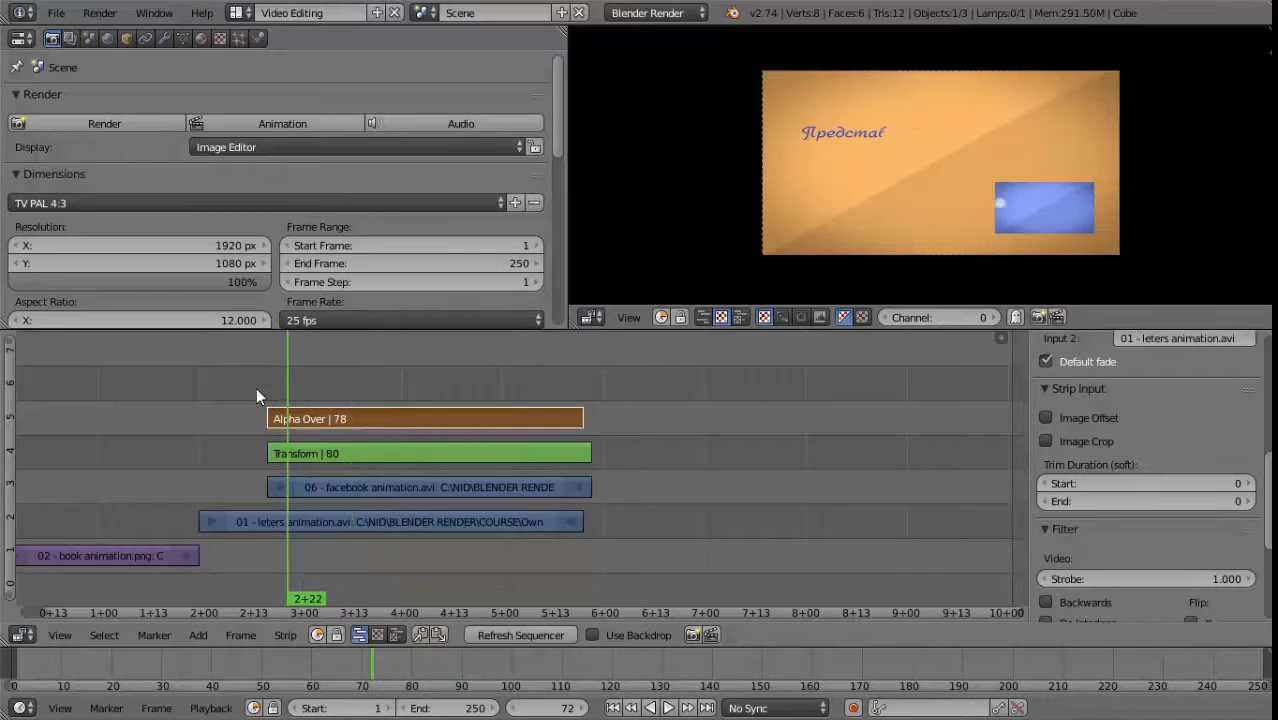 File Render Window Help Video Editing Scene Blender Render v2.74 | Verts:8 | Faces:6 | Tris:12 | Objects:1/3 | Lamps:0/1 | Mem:291.50M | Cube
Scene
Render
Render Animation Audio
Display: Image Editor
Dimensions
TV PAL 4:3
Resolution: Frame Range:
X: 1920 px Start Frame: 1
Y: 1080 px End Frame: 250
100% Frame Step: 1
Aspect Ratio: Frame Rate:
X: 12.000 25 fps
Представ
View Channel: 0
7
6
5
4
3
2
1
0
Alpha Over | 78
Transform | 80
06 - facebook animation.avi: C:\NID\BLENDER RENDE
01 - leters animation.avi: C:\NID\BLENDER RENDER\COURSE\Own
02 - book animation.png: C
2+22
0+13 1+00 1+13 2+00 2+13 3+00 3+13 4+00 4+13 5+00 5+13 6+00 6+13 7+00 7+13 8+00 8+13 9+00 9+13 10+00
Input 2: 01 - leters animation.avi
Default fade
Strip Input
Image Offset
Image Crop
Trim Duration (soft):
Start: 0
End: 0
Filter
Video:
Strobe: 1.000
Backwards Flip:
View Select Marker Add Frame Strip Refresh Sequencer Use Backdrop
0 10 20 30 40 50 60 70 80 90 100 110 120 130 140 150 160 170 180 190 200 210 220 230 240 250
View Marker Frame Playback Start: 1 End: 250 72 No Sync